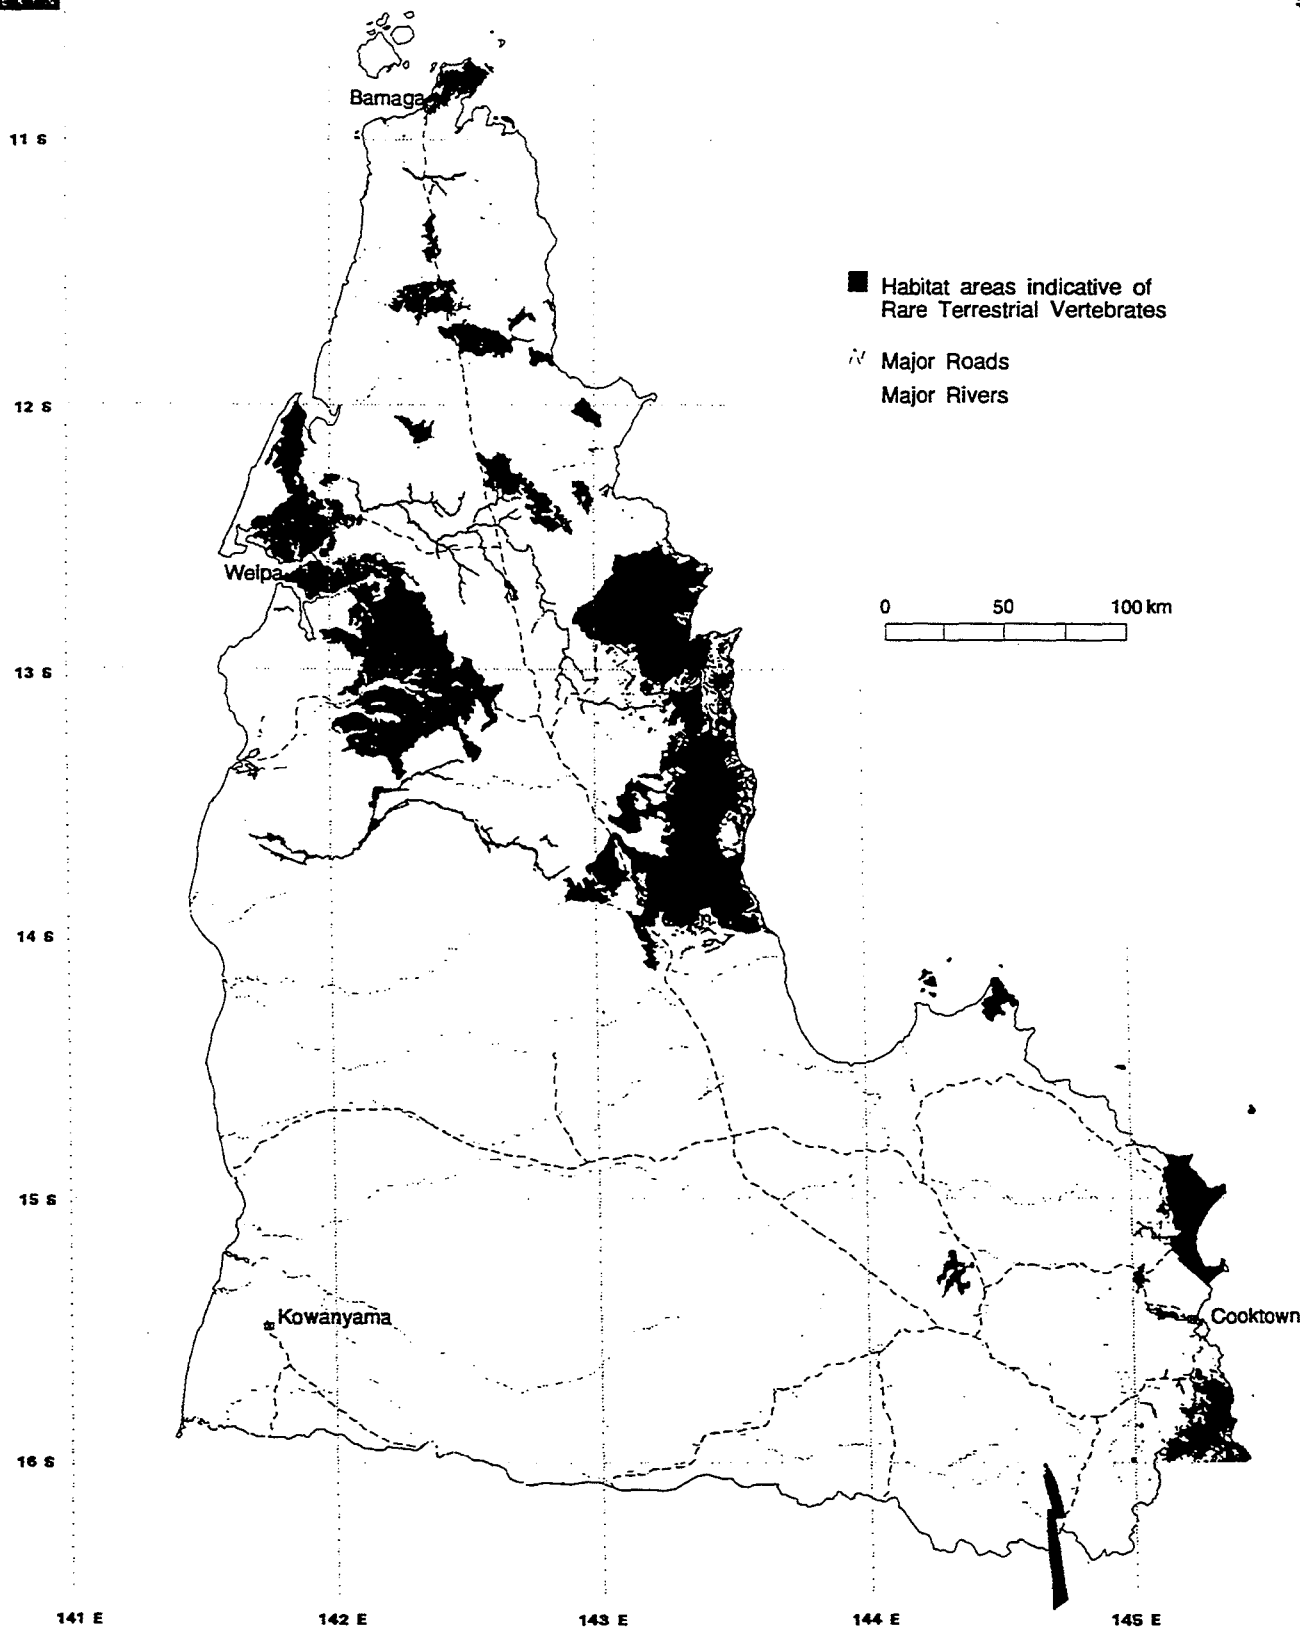 Bamaga
11 S
Habitat areas indicative of
Rare Terrestrial Vertebrates
Major Roads
Major Rivers
12 S
Weipa
0 50 100 km
13 S
14 S
15 S
Kowanyama
Cooktown
16 S
141 E 142 E 143 E 144 E 145 E